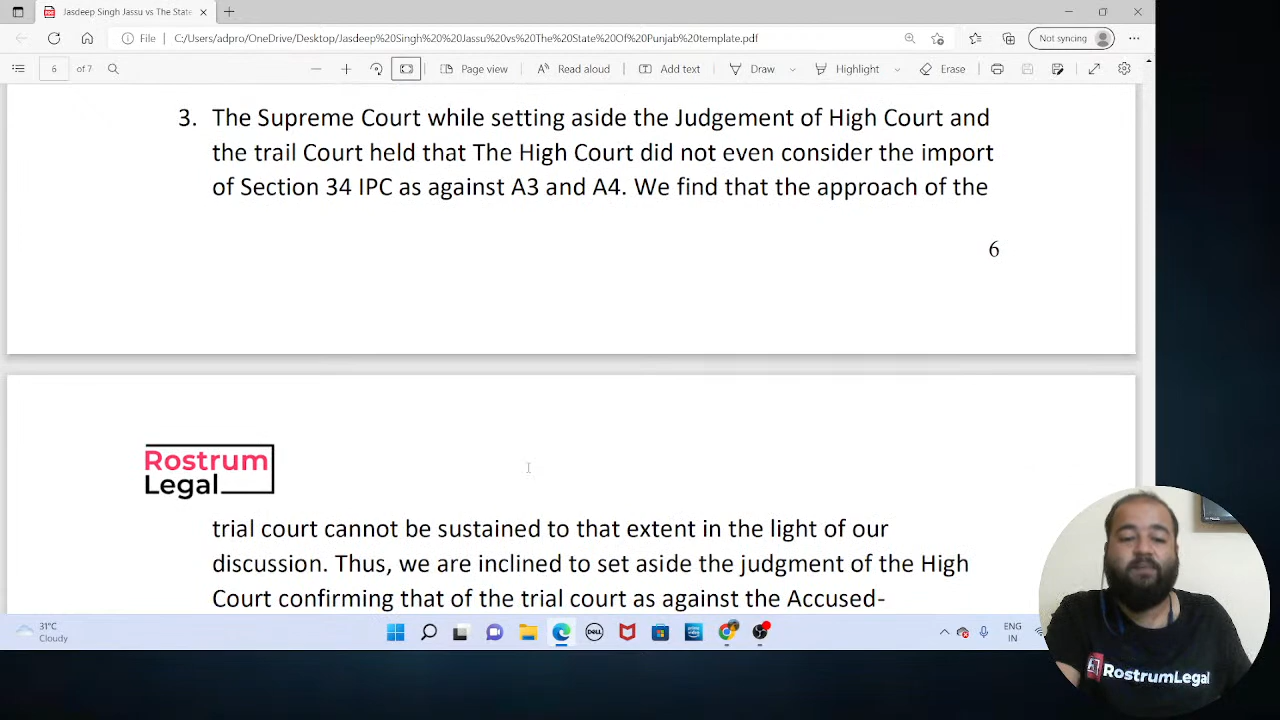 Jasdeep Singh Jassu vs The State
File
C:/Users/adpro/OneDrive/Desktop/Jasdeep%20Singh%20%20Jassu%20vs%20The%20State%20Of%20Punjab%20template.pdf
Not syncing
6 of 7
Page view
Read aloud
Add text
Draw
Highlight
Erase
3. The Supreme Court while setting aside the Judgement of High Court and
the trail Court held that The High Court did not even consider the import
of Section 34 IPC as against A3 and A4. We find that the approach of the
6
Rostrum
Legal
trial court cannot be sustained to that extent in the light of our
discussion. Thus, we are inclined to set aside the judgment of the High
Court confirming that of the trial court as against the Accused-
31°C
Cloudy
DELL
ENG
IN
RostrumLegal